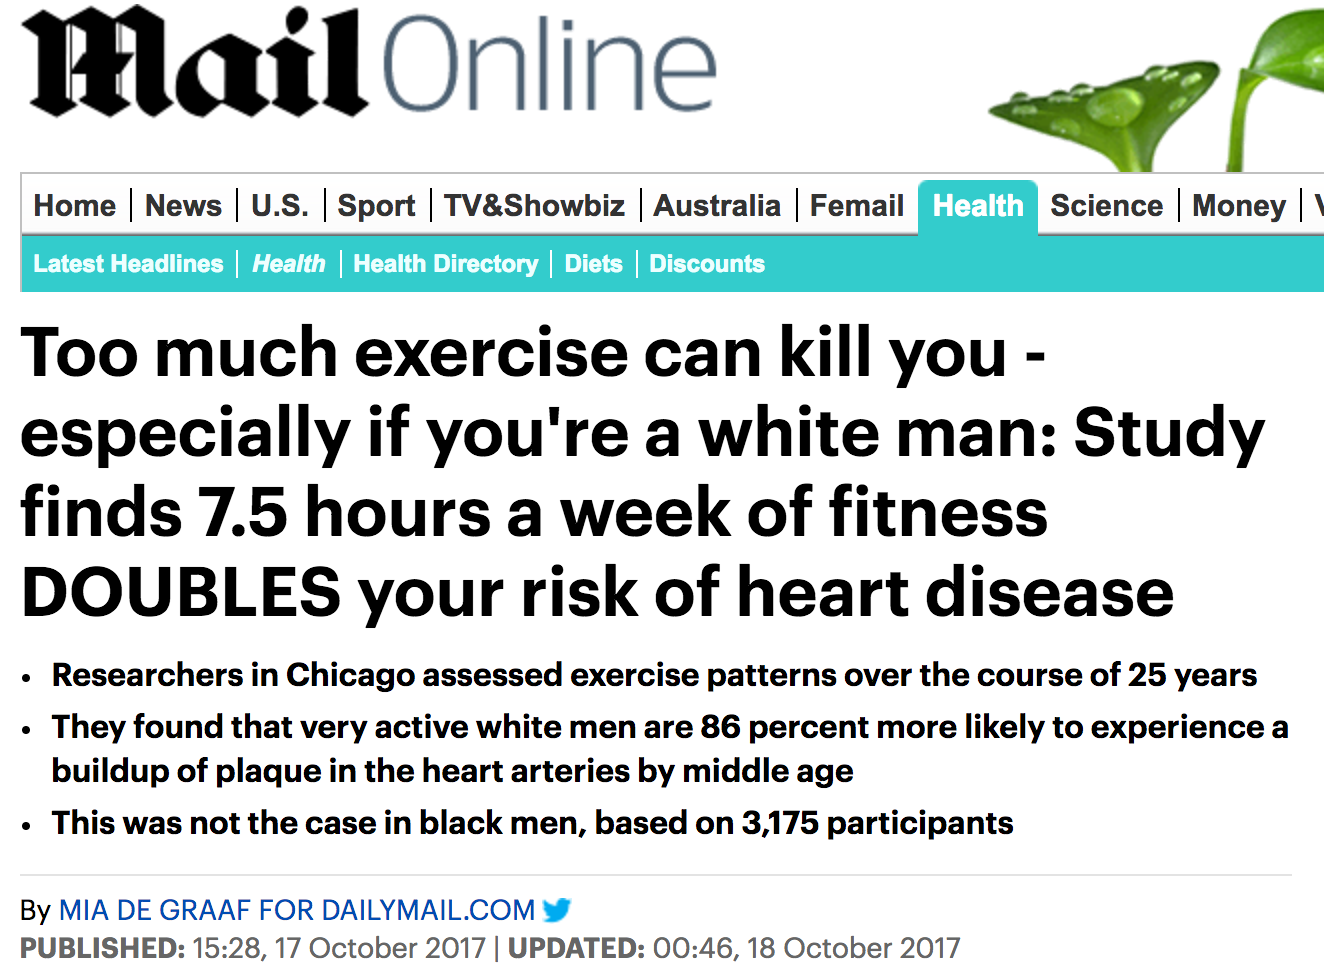 Mail Online
Home | News | U.S. | Sport | TV&Showbiz | Australia | Femail | Health | Science | Money |
Latest Headlines | Health | Health Directory | Diets | Discounts
Too much exercise can kill you -
especially if you're a white man: Study
finds 7.5 hours a week of fitness
DOUBLES your risk of heart disease
• Researchers in Chicago assessed exercise patterns over the course of 25 years
• They found that very active white men are 86 percent more likely to experience a
buildup of plaque in the heart arteries by middle age
• This was not the case in black men, based on 3,175 participants
By MIA DE GRAAF FOR DAILYMAIL.COM
PUBLISHED: 15:28, 17 October 2017 | UPDATED: 00:46, 18 October 2017